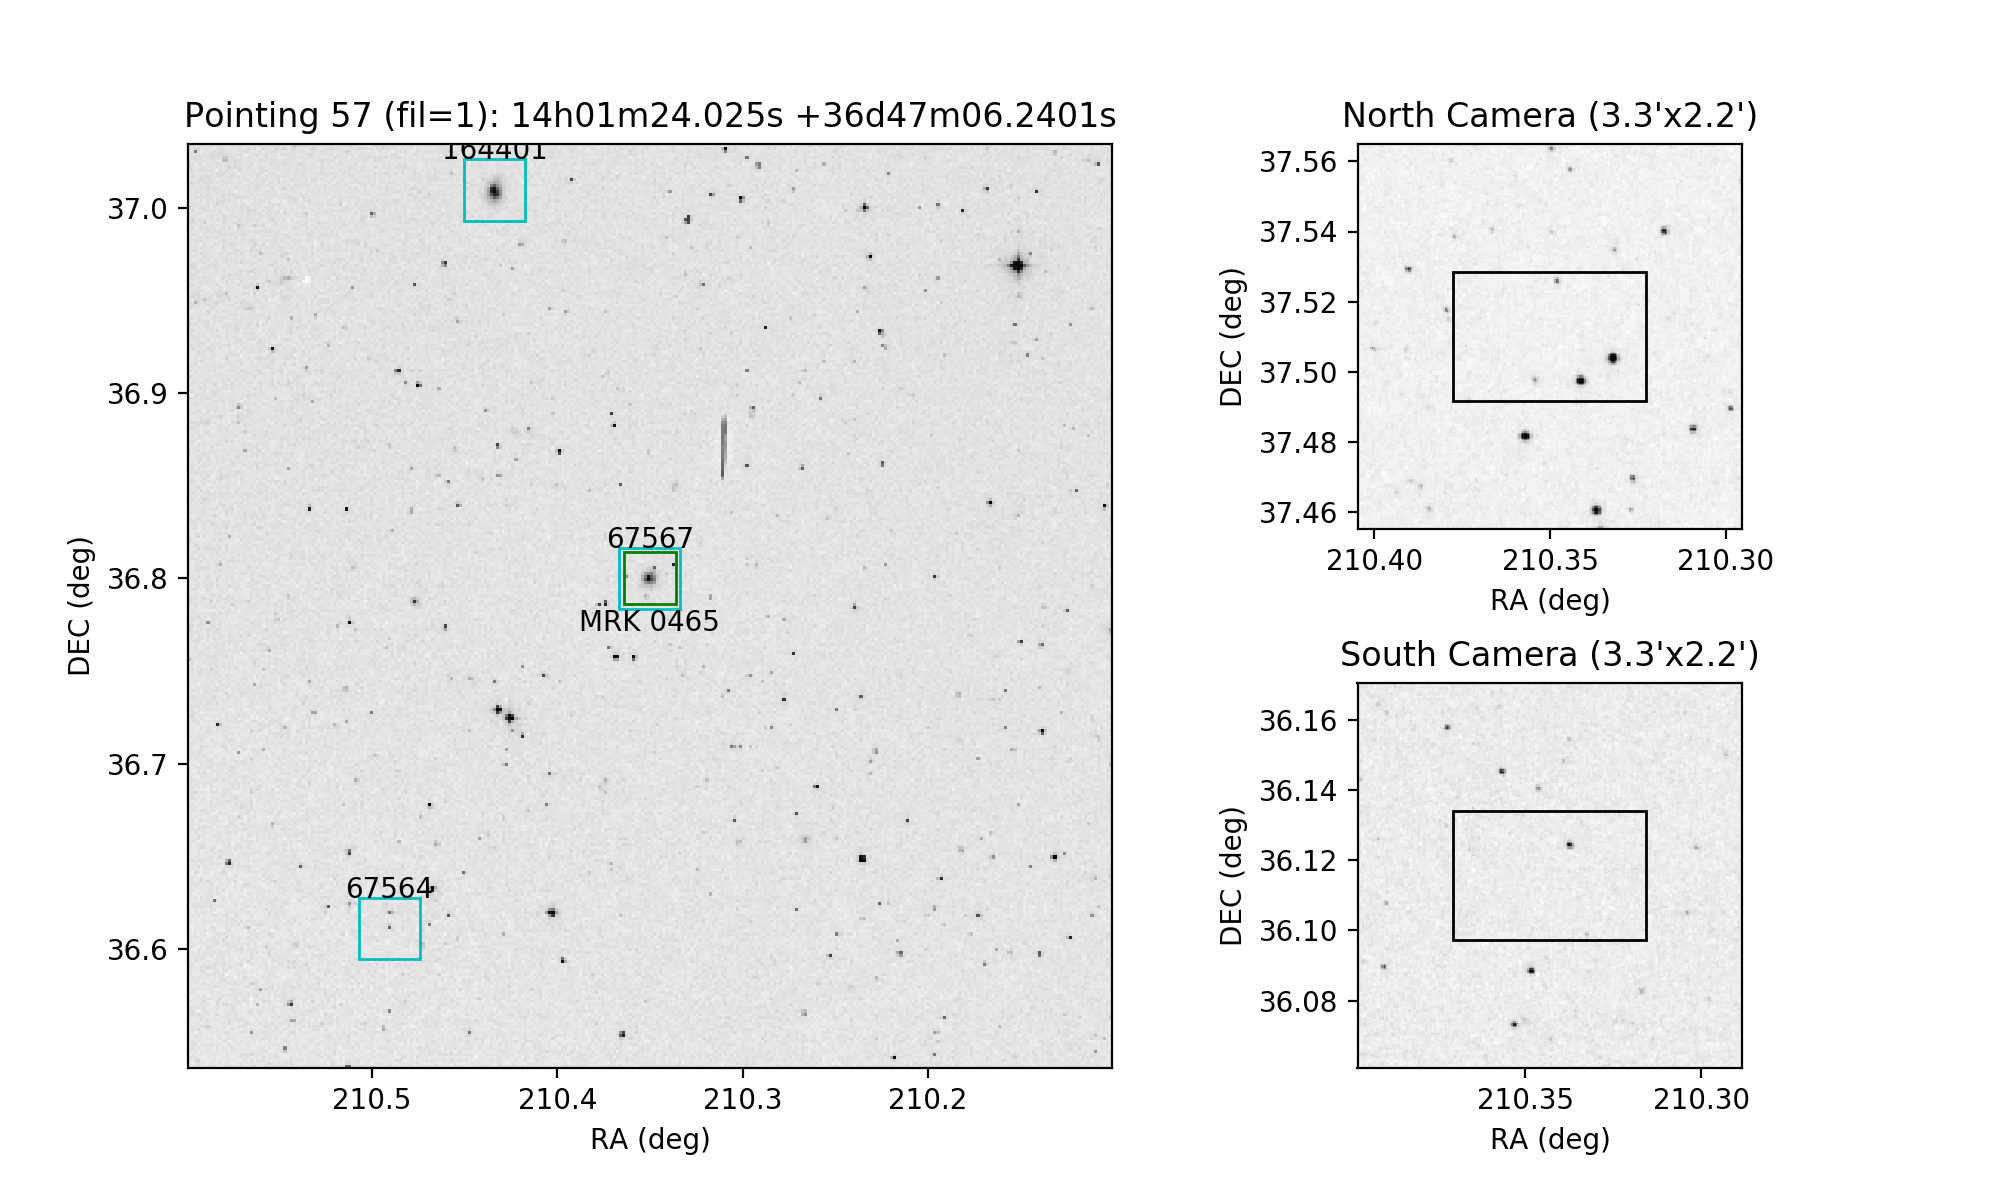 Pointing 57 (fil=1): 14h01m24.025s +36d47m06.2401s
164401
67567
MRK 0465
67564
37.0
36.9
36.8
36.7
36.6
DEC (deg)
210.5 210.4 210.3 210.2
RA (deg)
North Camera (3.3'x2.2')
37.56
37.54
37.52
37.50
37.48
37.46
DEC (deg)
210.40 210.35 210.30
RA (deg)
South Camera (3.3'x2.2')
36.16
36.14
36.12
36.10
36.08
DEC (deg)
210.35 210.30
RA (deg)